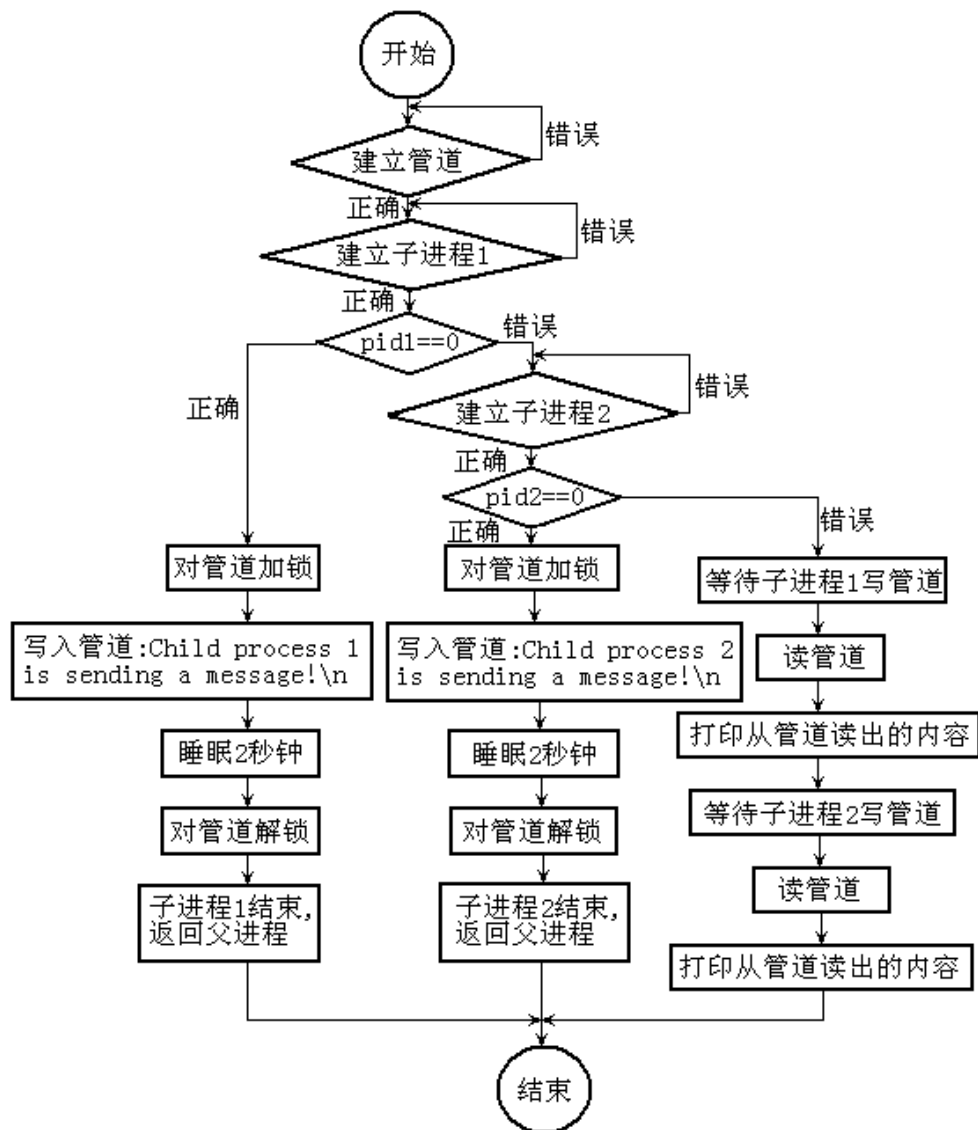 开始
错误
建立管道
正确
错误
建立子进程1
正确
错误
pid1==0
错误
正确
建立子进程2
正确
pid2==0
错误
正确
对管道加锁
写入管道:Child process 1
is sending a message!\n
睡眠2秒钟
对管道解锁
子进程1结束,
返回父进程
对管道加锁
写入管道:Child process 2
is sending a message!\n
睡眠2秒钟
对管道解锁
子进程2结束,
返回父进程
等待子进程1写管道
读管道
打印从管道读出的内容
等待子进程2写管道
读管道
打印从管道读出的内容
结束